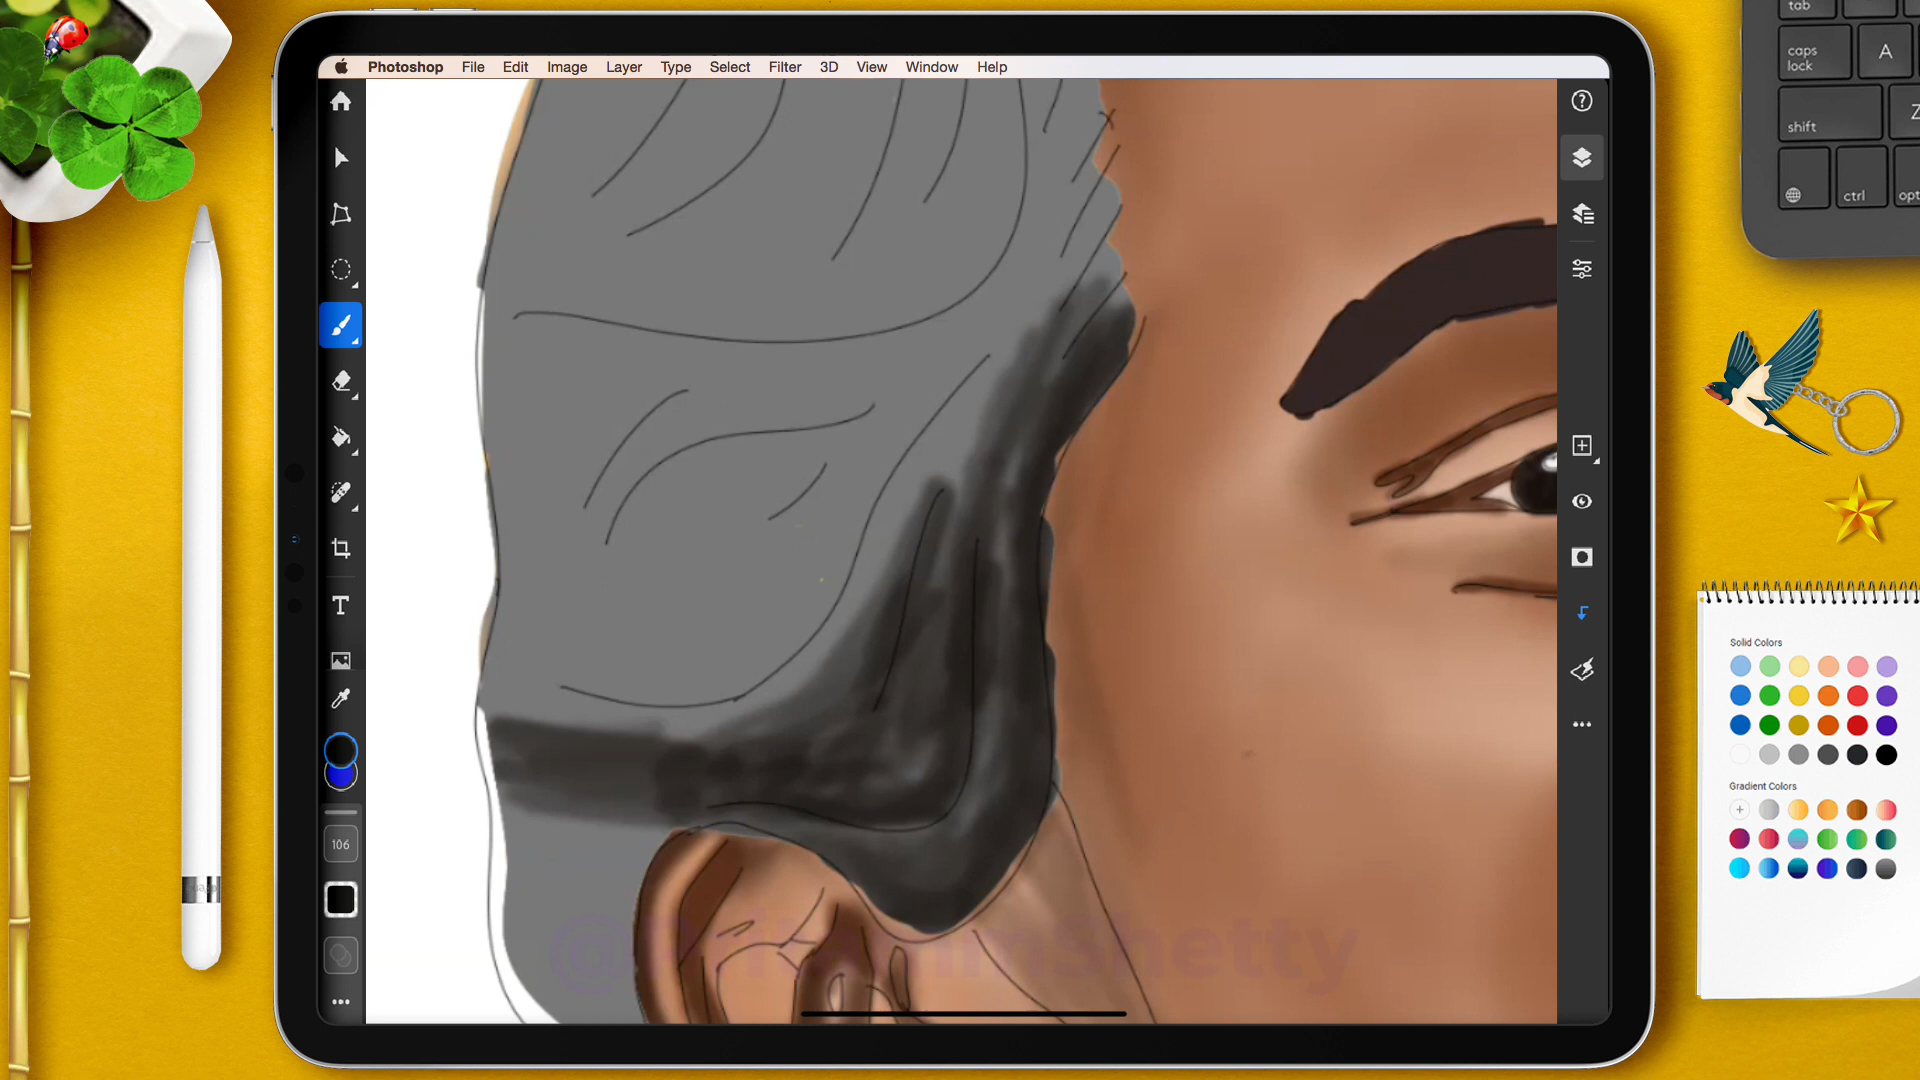 Photoshop File Edit Image Layer Type Select Filter 3D View Window Help
106
tab
caps lock
A
shift
Z
ctrl
opt
Solid Colors
Gradient Colors